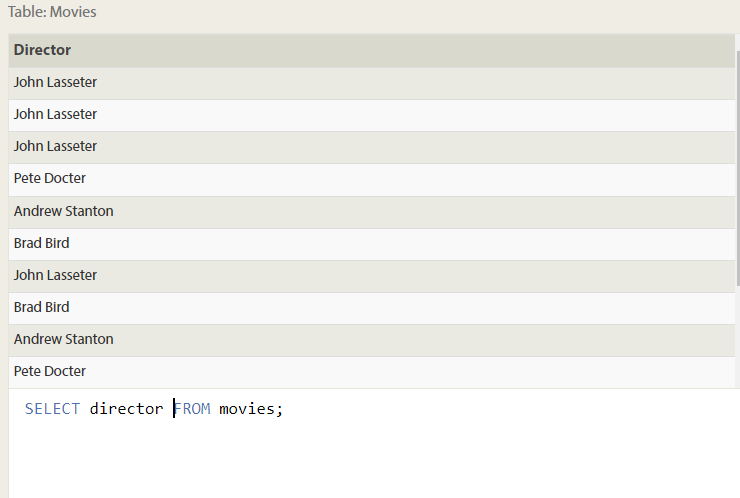 Table: Movies
Director
John Lasseter
John Lasseter
John Lasseter
Pete Docter
Andrew Stanton
Brad Bird
John Lasseter
Brad Bird
Andrew Stanton
Pete Docter
SELECT director FROM movies;